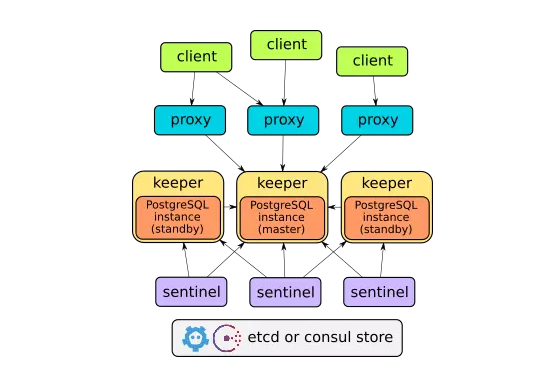 client
client
client
proxy
proxy
proxy
keeper
PostgreSQL
instance
(standby)
keeper
PostgreSQL
instance
(master)
keeper
PostgreSQL
instance
(standby)
sentinel
sentinel
sentinel
etcd or consul store